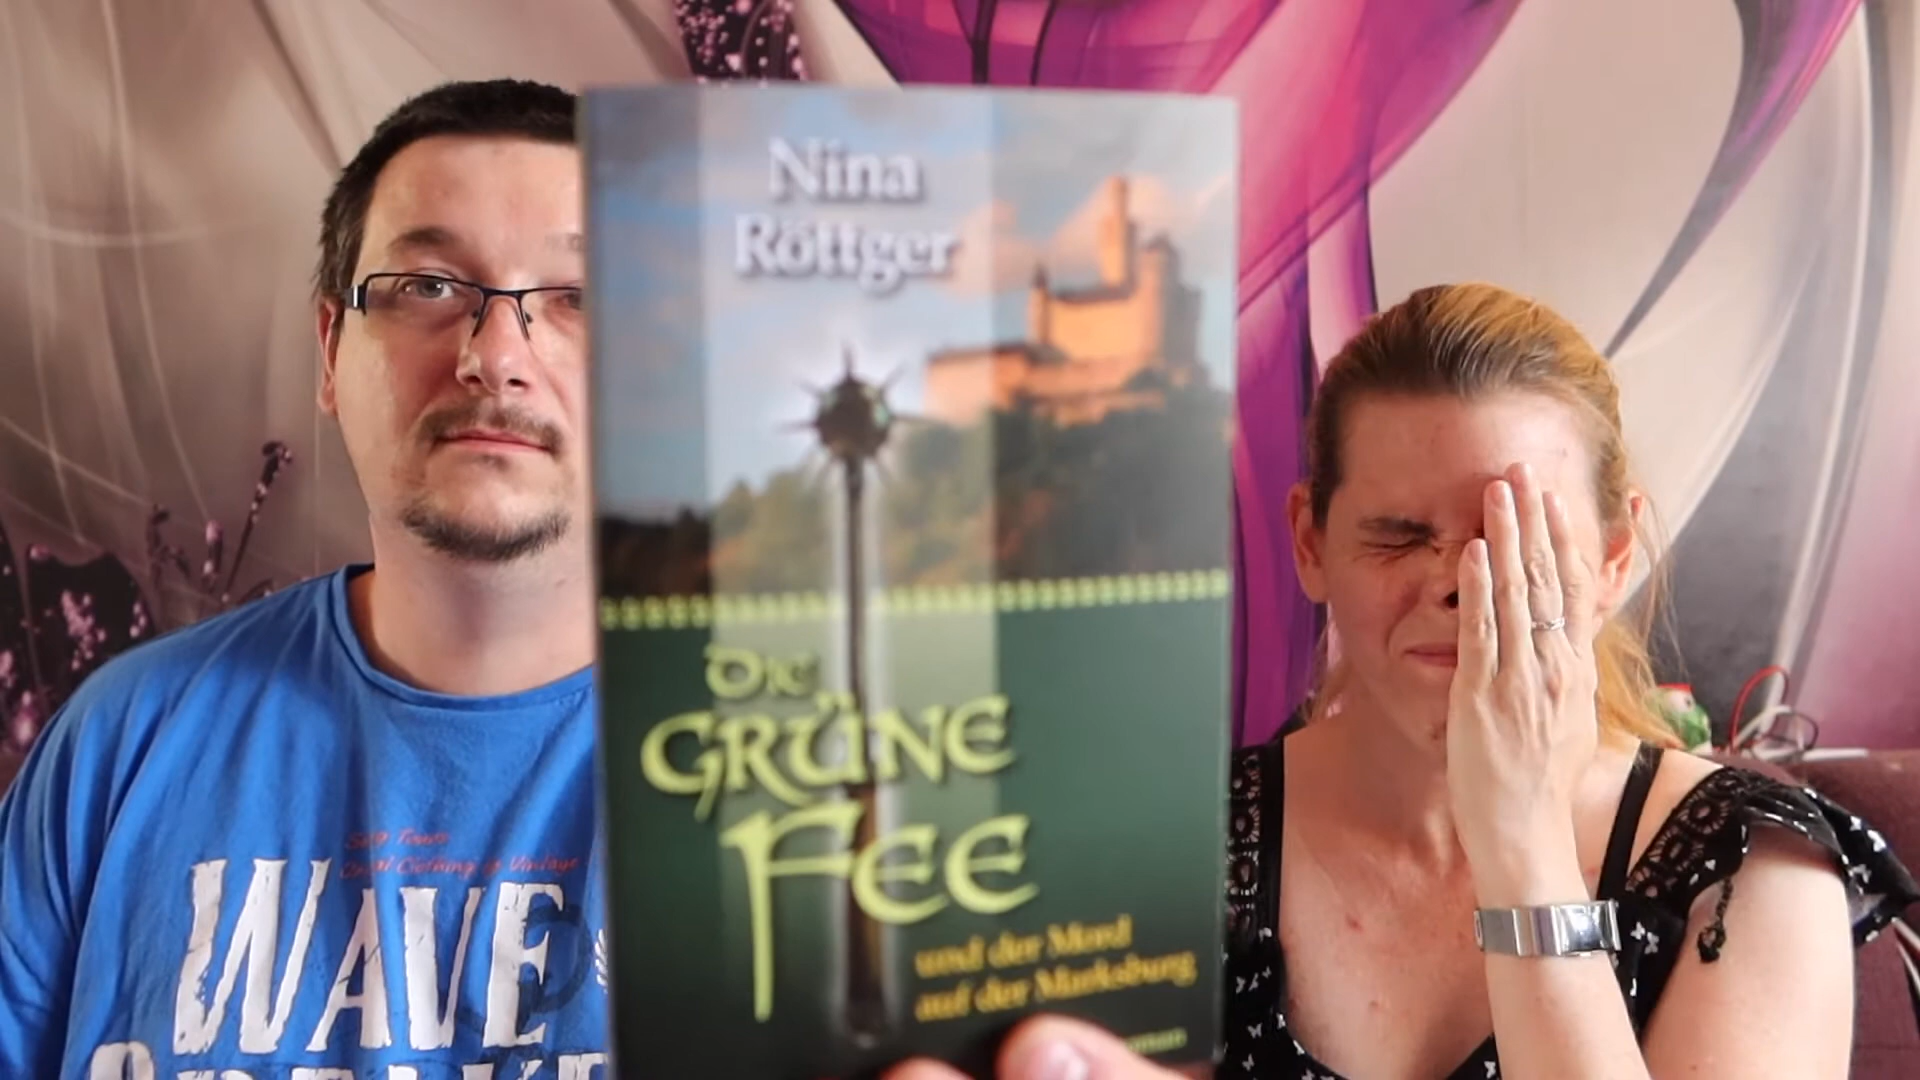 Nina
Röttger
Die
GRÜNE
FEE
und der Mord
auf der Marksburg
WAVE